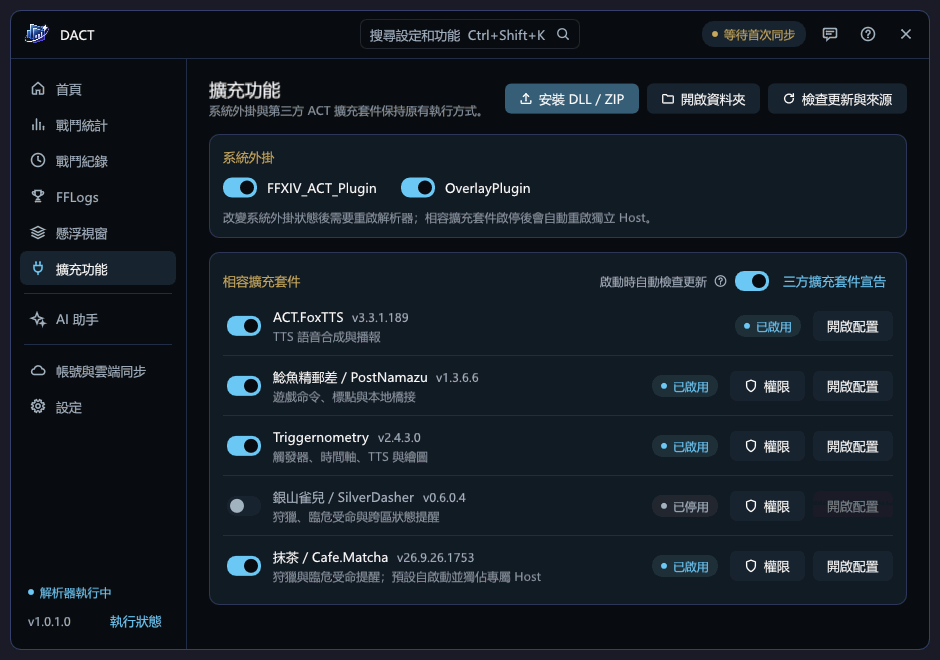 DACT
搜尋設定和功能 Ctrl+Shift+K
等待首次同步
首頁
戰鬥統計
戰鬥紀錄
FFLogs
懸浮視窗
擴充功能
AI 助手
帳號與雲端同步
設定
解析器執行中
v1.0.1.0 執行狀態
擴充功能
系統外掛與第三方 ACT 擴充套件保持原有執行方式。
安裝 DLL / ZIP
開啟資料夾
檢查更新與來源
系統外掛
FFXIV_ACT_Plugin
OverlayPlugin
改變系統外掛狀態後需要重啟解析器；相容擴充套件啟停後會自動重啟獨立 Host。
相容擴充套件
啟動時自動檢查更新
三方擴充套件宣告
ACT.FoxTTS v3.3.1.189
TTS 語音合成與播報
已啟用
開啟配置
鯰魚精郵差 / PostNamazu v1.3.6.6
遊戲命令、標點與本地橋接
已啟用
權限
開啟配置
Triggernometry v2.4.3.0
觸發器、時間軸、TTS 與繪圖
已啟用
權限
開啟配置
銀山雀兒 / SilverDasher v0.6.0.4
狩獵、臨危受命與跨區狀態提醒
已停用
權限
開啟配置
抹茶 / Cafe.Matcha v26.9.26.1753
狩獵與臨危受命提醒；預設自啟動並獨佔專屬 Host
已啟用
權限
開啟配置